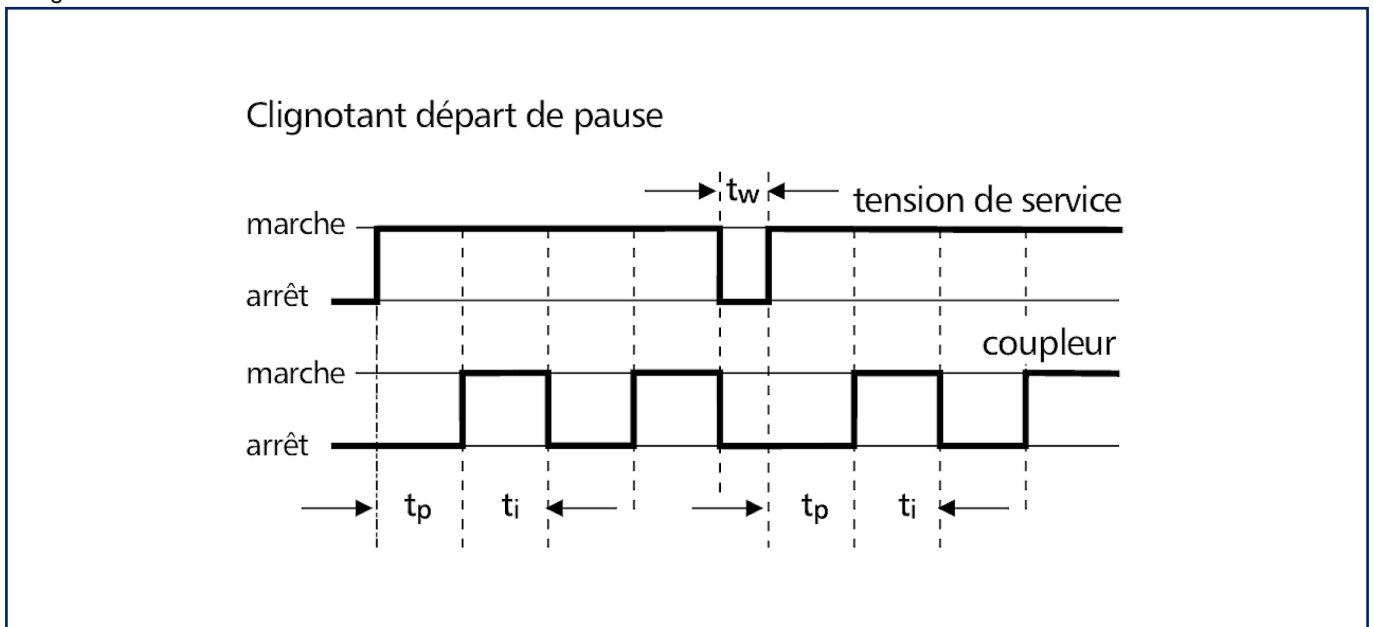 Clignotant départ de pause
tw
tension de service
marche
arrêt
coupleur
marche
arrêt
tp ti tp ti